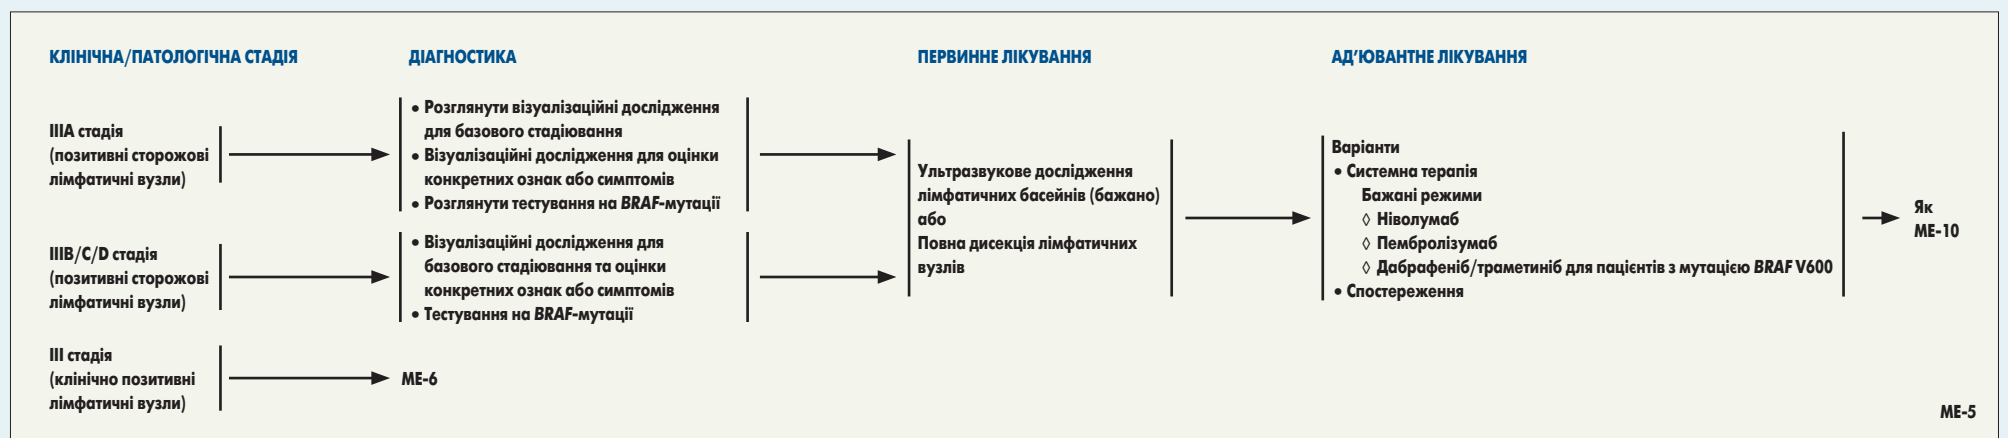 КЛІНІЧНА/ПАТОЛОГІЧНА СТАДІЯ
ДІАГНОСТИКА
ПЕРВИННЕ ЛІКУВАННЯ
АД’ЮВАНТНЕ ЛІКУВАННЯ
IIIA стадія
(позитивні сторожові
лімфатичні вузли)
• Розглянути візуалізаційні дослідження
для базового стадіювання
• Візуалізаційні дослідження для оцінки
конкретних ознак або симптомів
• Розглянути тестування на BRAF-мутації
IIIB/C/D стадія
(позитивні сторожові
лімфатичні вузли)
• Візуалізаційні дослідження для
базового стадіювання та оцінки
конкретних ознак або симптомів
• Тестування на BRAF-мутації
Ультразвукове дослідження
лімфатичних басейнів (бажано)
або
Повна дисекція лімфатичних
вузлів
Варіанти
• Системна терапія
Бажані режими
◊ Ніволумаб
◊ Пембролізумаб
◊ Дабрафеніб/траметиніб для пацієнтів з мутацією BRAF V600
• Спостереження
Як
ME-10
III стадія
(клінічно позитивні
лімфатичні вузли)
ME-6
ME-5